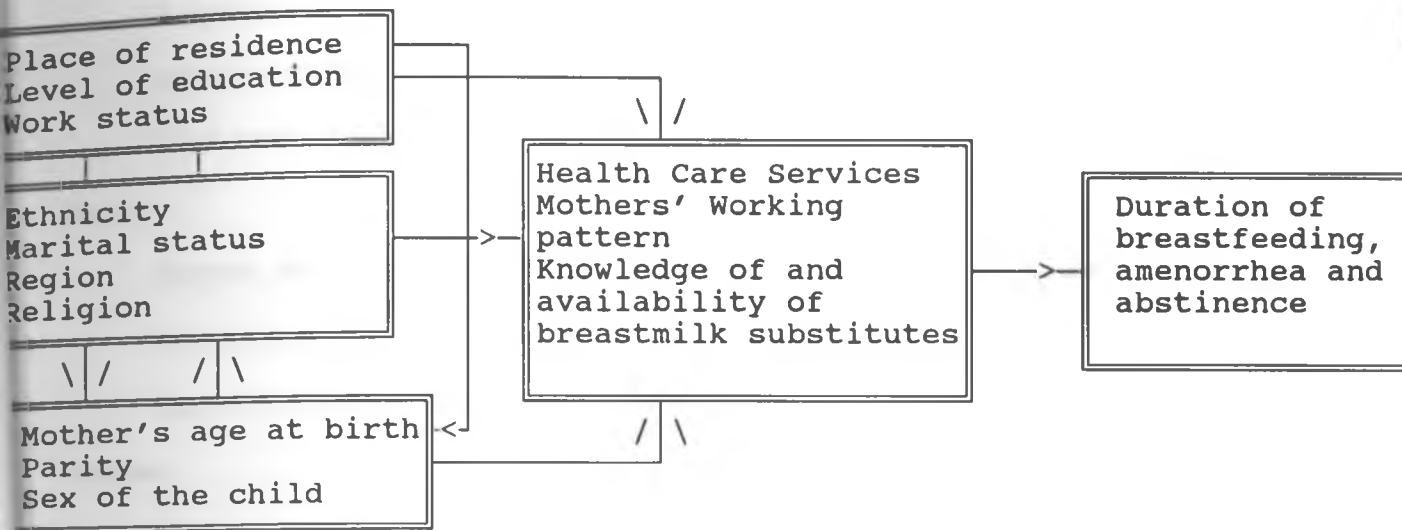 Place of residence
Level of education
Work status
Ethnicity
Marital status
Region
Religion
Mother's age at birth
Parity
Sex of the child
Health Care Services
Mothers' Working
pattern
Knowledge of and
availability of
breastmilk substitutes
Duration of
breastfeeding,
amenorrhea and
abstinence